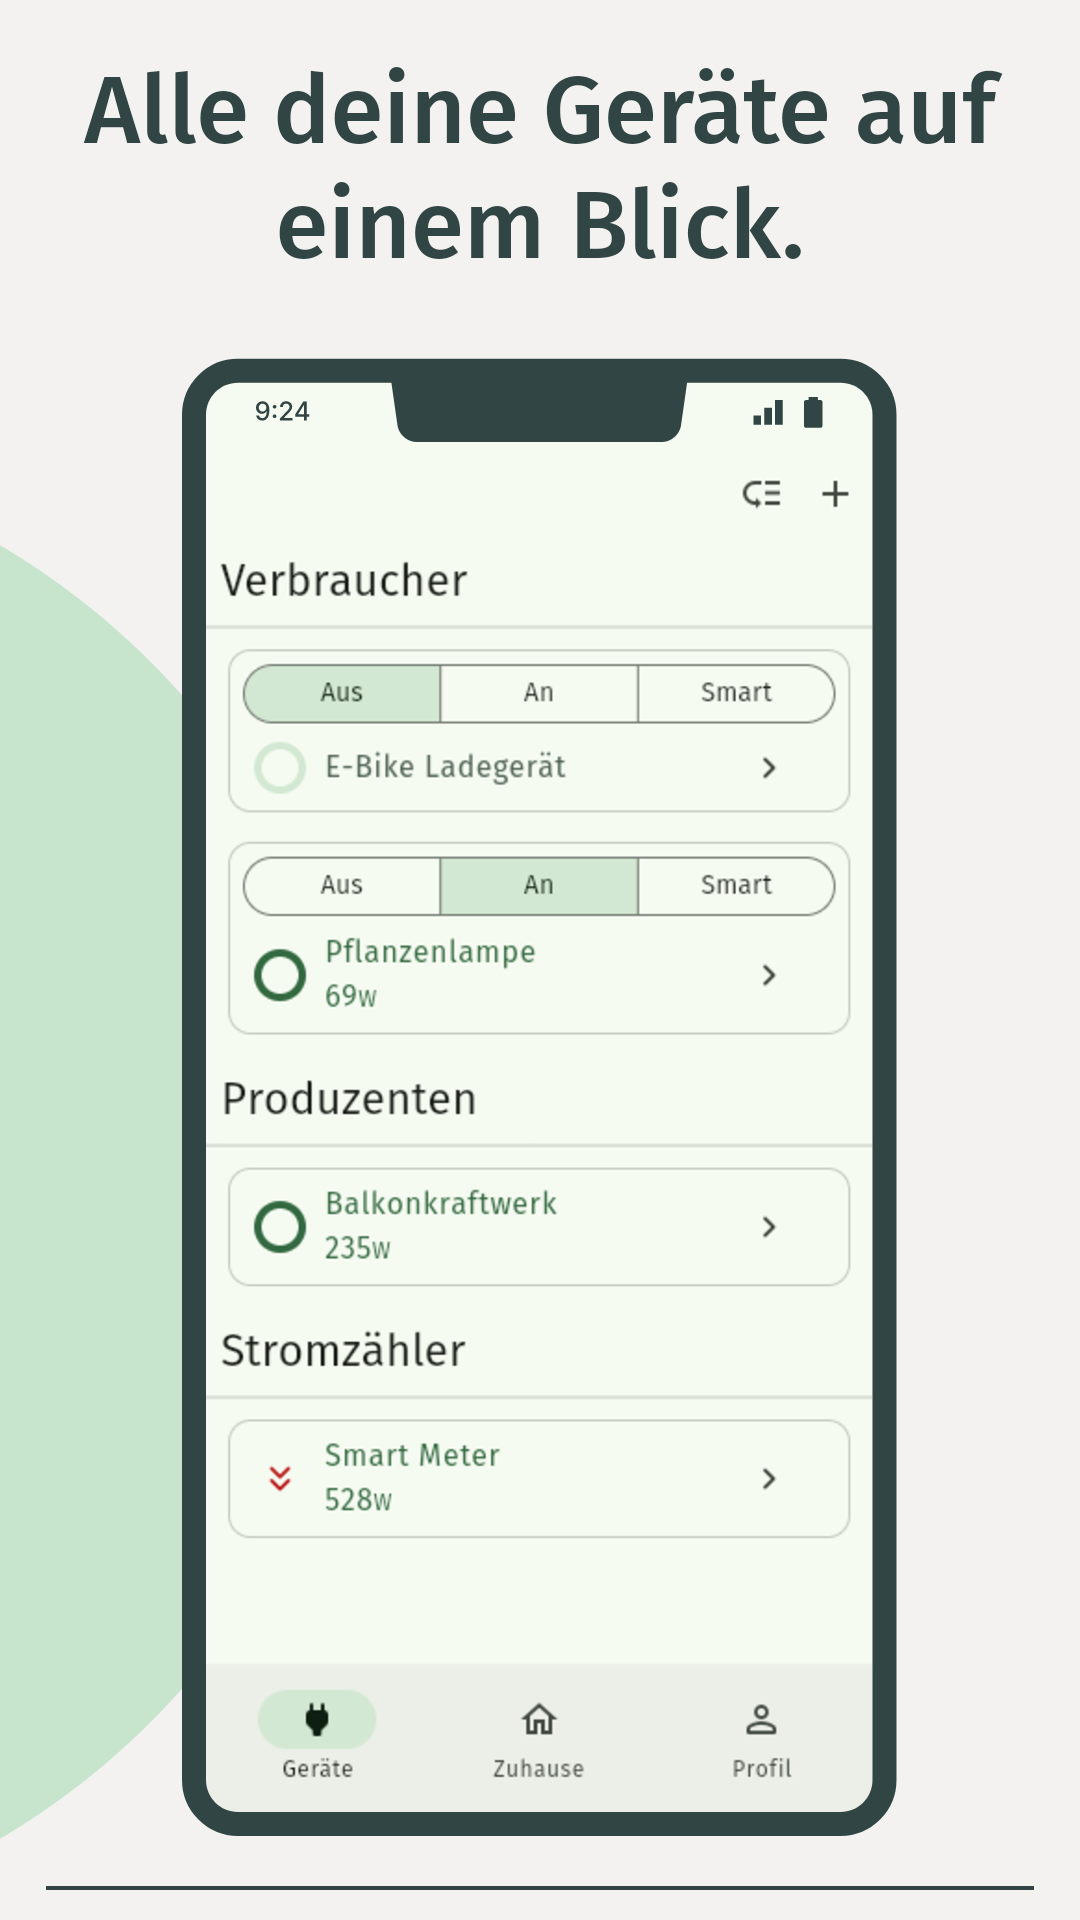 Alle deine Geräte auf
einem Blick.
9:24
Verbraucher
Aus An Smart
E-Bike Ladegerät
Aus An Smart
Pflanzenlampe
69W
Produzenten
Balkonkraftwerk
235W
Stromzähler
Smart Meter
528W
Geräte Zuhause Profil